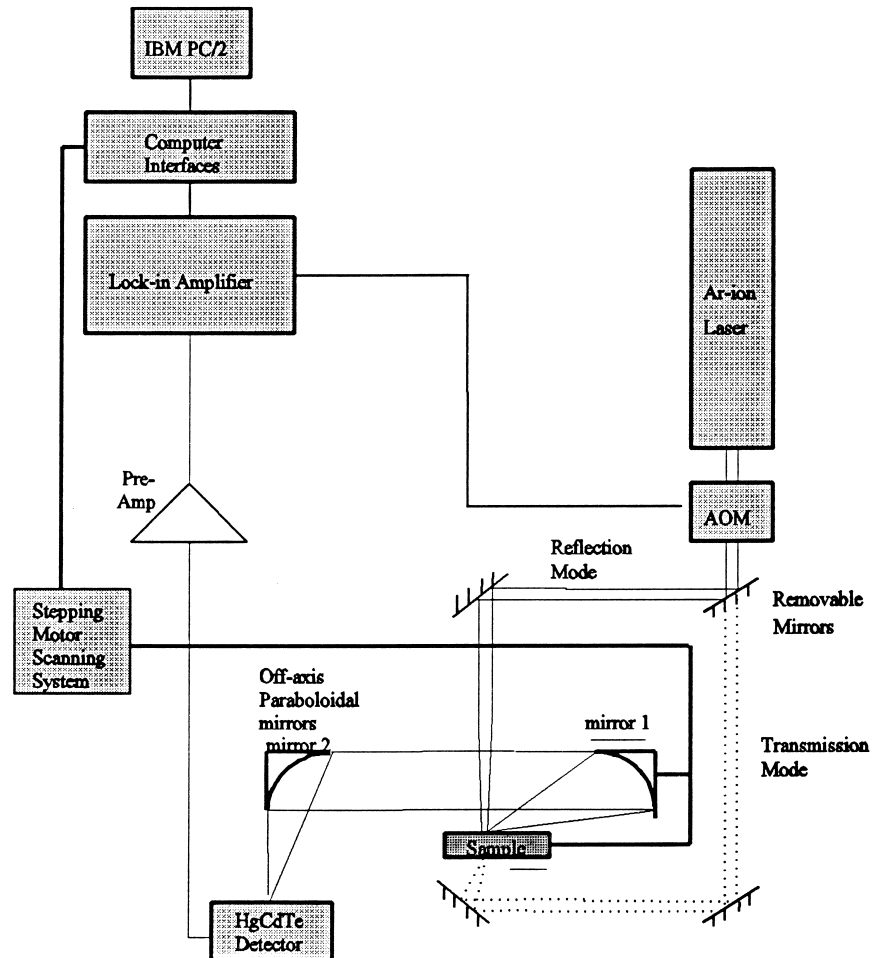 IBM PC/2
Computer
Interfaces
Lock-in Amplifier
Ar-ion
Laser
Pre-
Amp
AOM
Reflection
Mode
Removable
Mirrors
Stepping
Motor
Scanning
System
Off-axis
Paraboloidal
mirrors
mirror 2
mirror 1
Transmission
Mode
Sample
HgCdTe
Detector